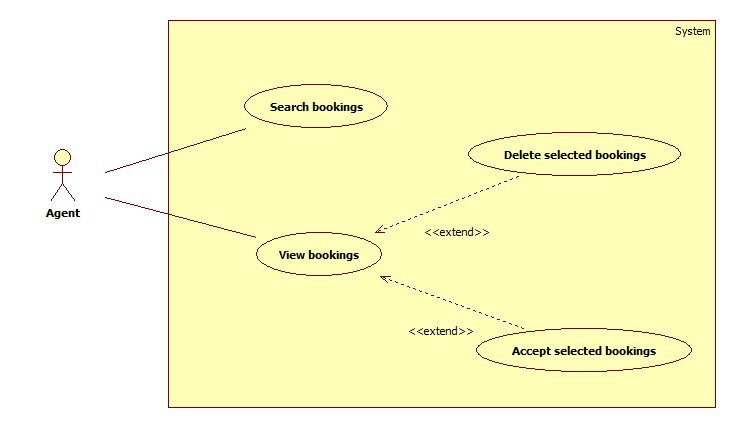 System
Search bookings
Delete selected bookings
Agent
<<extend>>
View bookings
<<extend>>
Accept selected bookings